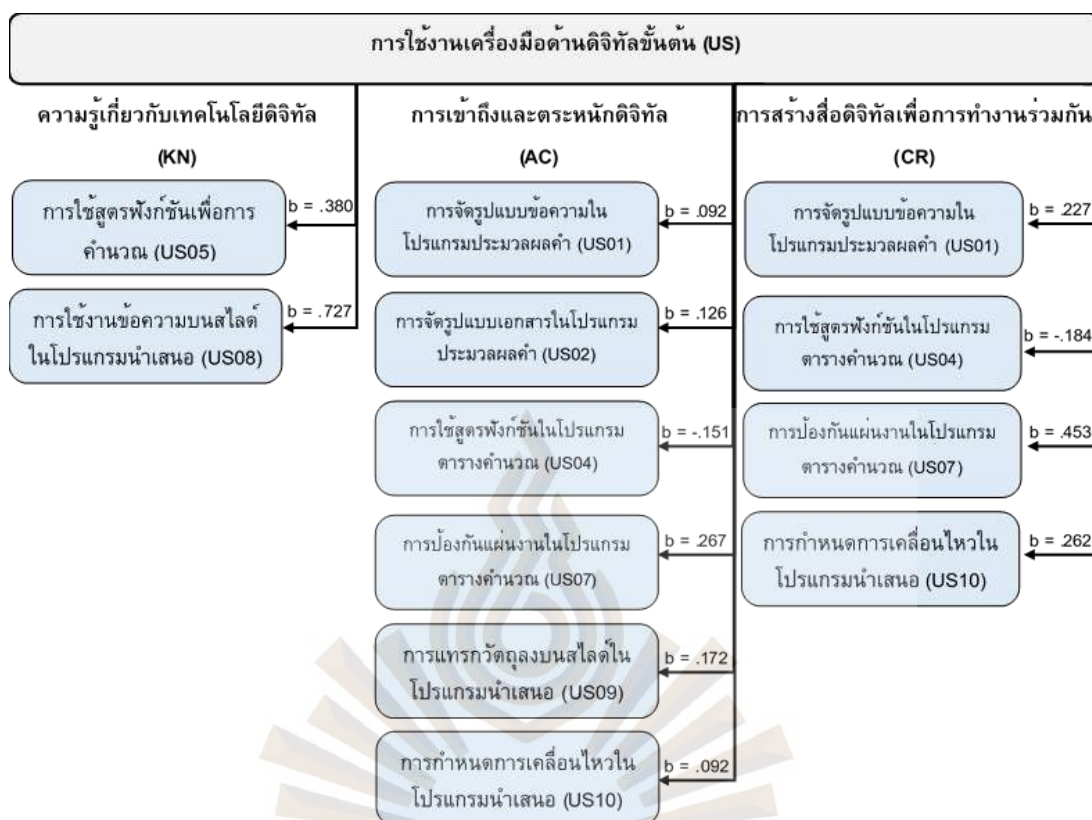 การใช้งานเครื่องมือด้านดิจิทัลขั้นต้น (US)
ความรู้เกี่ยวกับเทคโนโลยีดิจิทัล
(KN)
การใช้สูตรฟังก์ชันเพื่อการ
คำนวณ (US05)
b = .380
การใช้งานข้อความบนสไลด์
ในโปรแกรมนำเสนอ (US08)
b = .727
การเข้าถึงและตระหนักดิจิทัล
(AC)
การจัดรูปแบบข้อความใน
โปรแกรมประมวลผลคำ (US01)
b = .092
การจัดรูปแบบเอกสารในโปรแกรม
ประมวลผลคำ (US02)
b = .126
การใช้สูตรฟังก์ชันในโปรแกรม
ตารางคำนวณ (US04)
b = -.151
การป้องกันแผ่นงานในโปรแกรม
ตารางคำนวณ (US07)
b = .267
การแทรกวัตถุลงบนสไลด์ใน
โปรแกรมนำเสนอ (US09)
b = .172
การกำหนดการเคลื่อนไหวใน
โปรแกรมนำเสนอ (US10)
b = .092
การสร้างสื่อดิจิทัลเพื่อการทำงานร่วมกัน
(CR)
การจัดรูปแบบข้อความใน
โปรแกรมประมวลผลคำ (US01)
b = .227
การใช้สูตรฟังก์ชันในโปรแกรม
ตารางคำนวณ (US04)
b = -.184
การป้องกันแผ่นงานในโปรแกรม
ตารางคำนวณ (US07)
b = .453
การกำหนดการเคลื่อนไหวใน
โปรแกรมนำเสนอ (US10)
b = .262